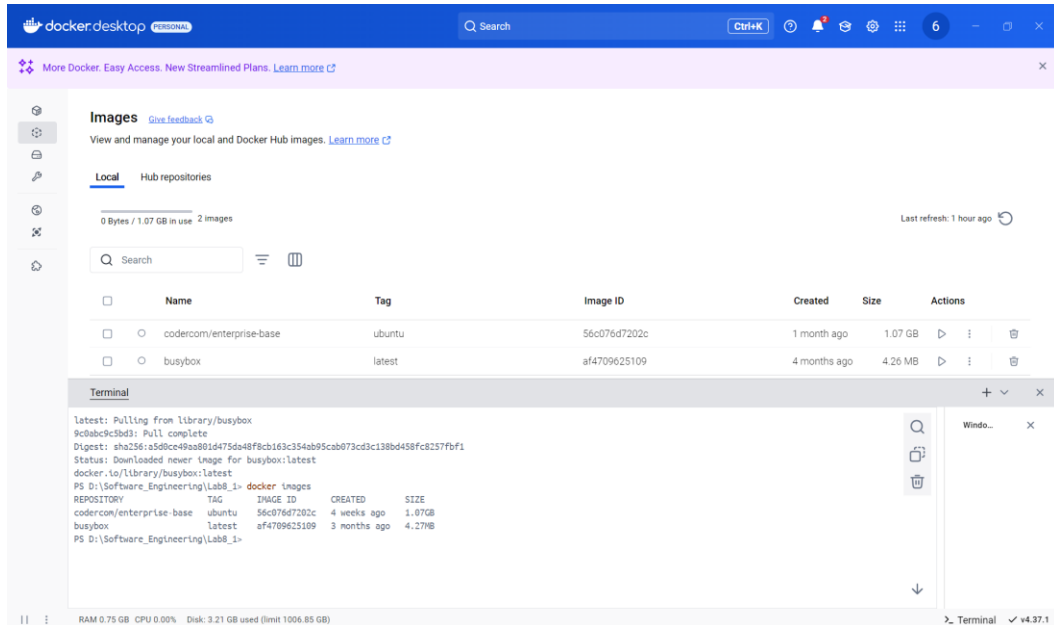 docker.desktop PERSONAL Search Ctrl+K 2 6
More Docker. Easy Access. New Streamlined Plans. Learn more
Images Give feedback
View and manage your local and Docker Hub images. Learn more
Local Hub repositories
0 Bytes / 1.07 GB in use 2 images Last refresh: 1 hour ago
Search
Name Tag Image ID Created Size Actions
codercom/enterprise-base ubuntu 56c076d7202c 1 month ago 1.07 GB
busybox latest af4709625109 4 months ago 4.26 MB
Terminal
latest: Pulling from library/busybox Windo...
9c0abc9c5bd3: Pull complete
Digest: sha256:a5d0ce49aa801d475da48f8cb163c354ab95cab073cd3c138bd458fc8257fbf1
Status: Downloaded newer image for busybox:latest
docker.io/library/busybox:latest
PS D:\Software_Engineering\Lab8_1> docker images
REPOSITORY TAG IMAGE ID CREATED SIZE
codercom/enterprise-base ubuntu 56c076d7202c 4 weeks ago 1.07GB
busybox latest af4709625109 3 months ago 4.27MB
PS D:\Software_Engineering\Lab8_1>
RAM 0.75 GB CPU 0.00% Disk: 3.21 GB used (limit 1006.85 GB) Terminal v4.37.1